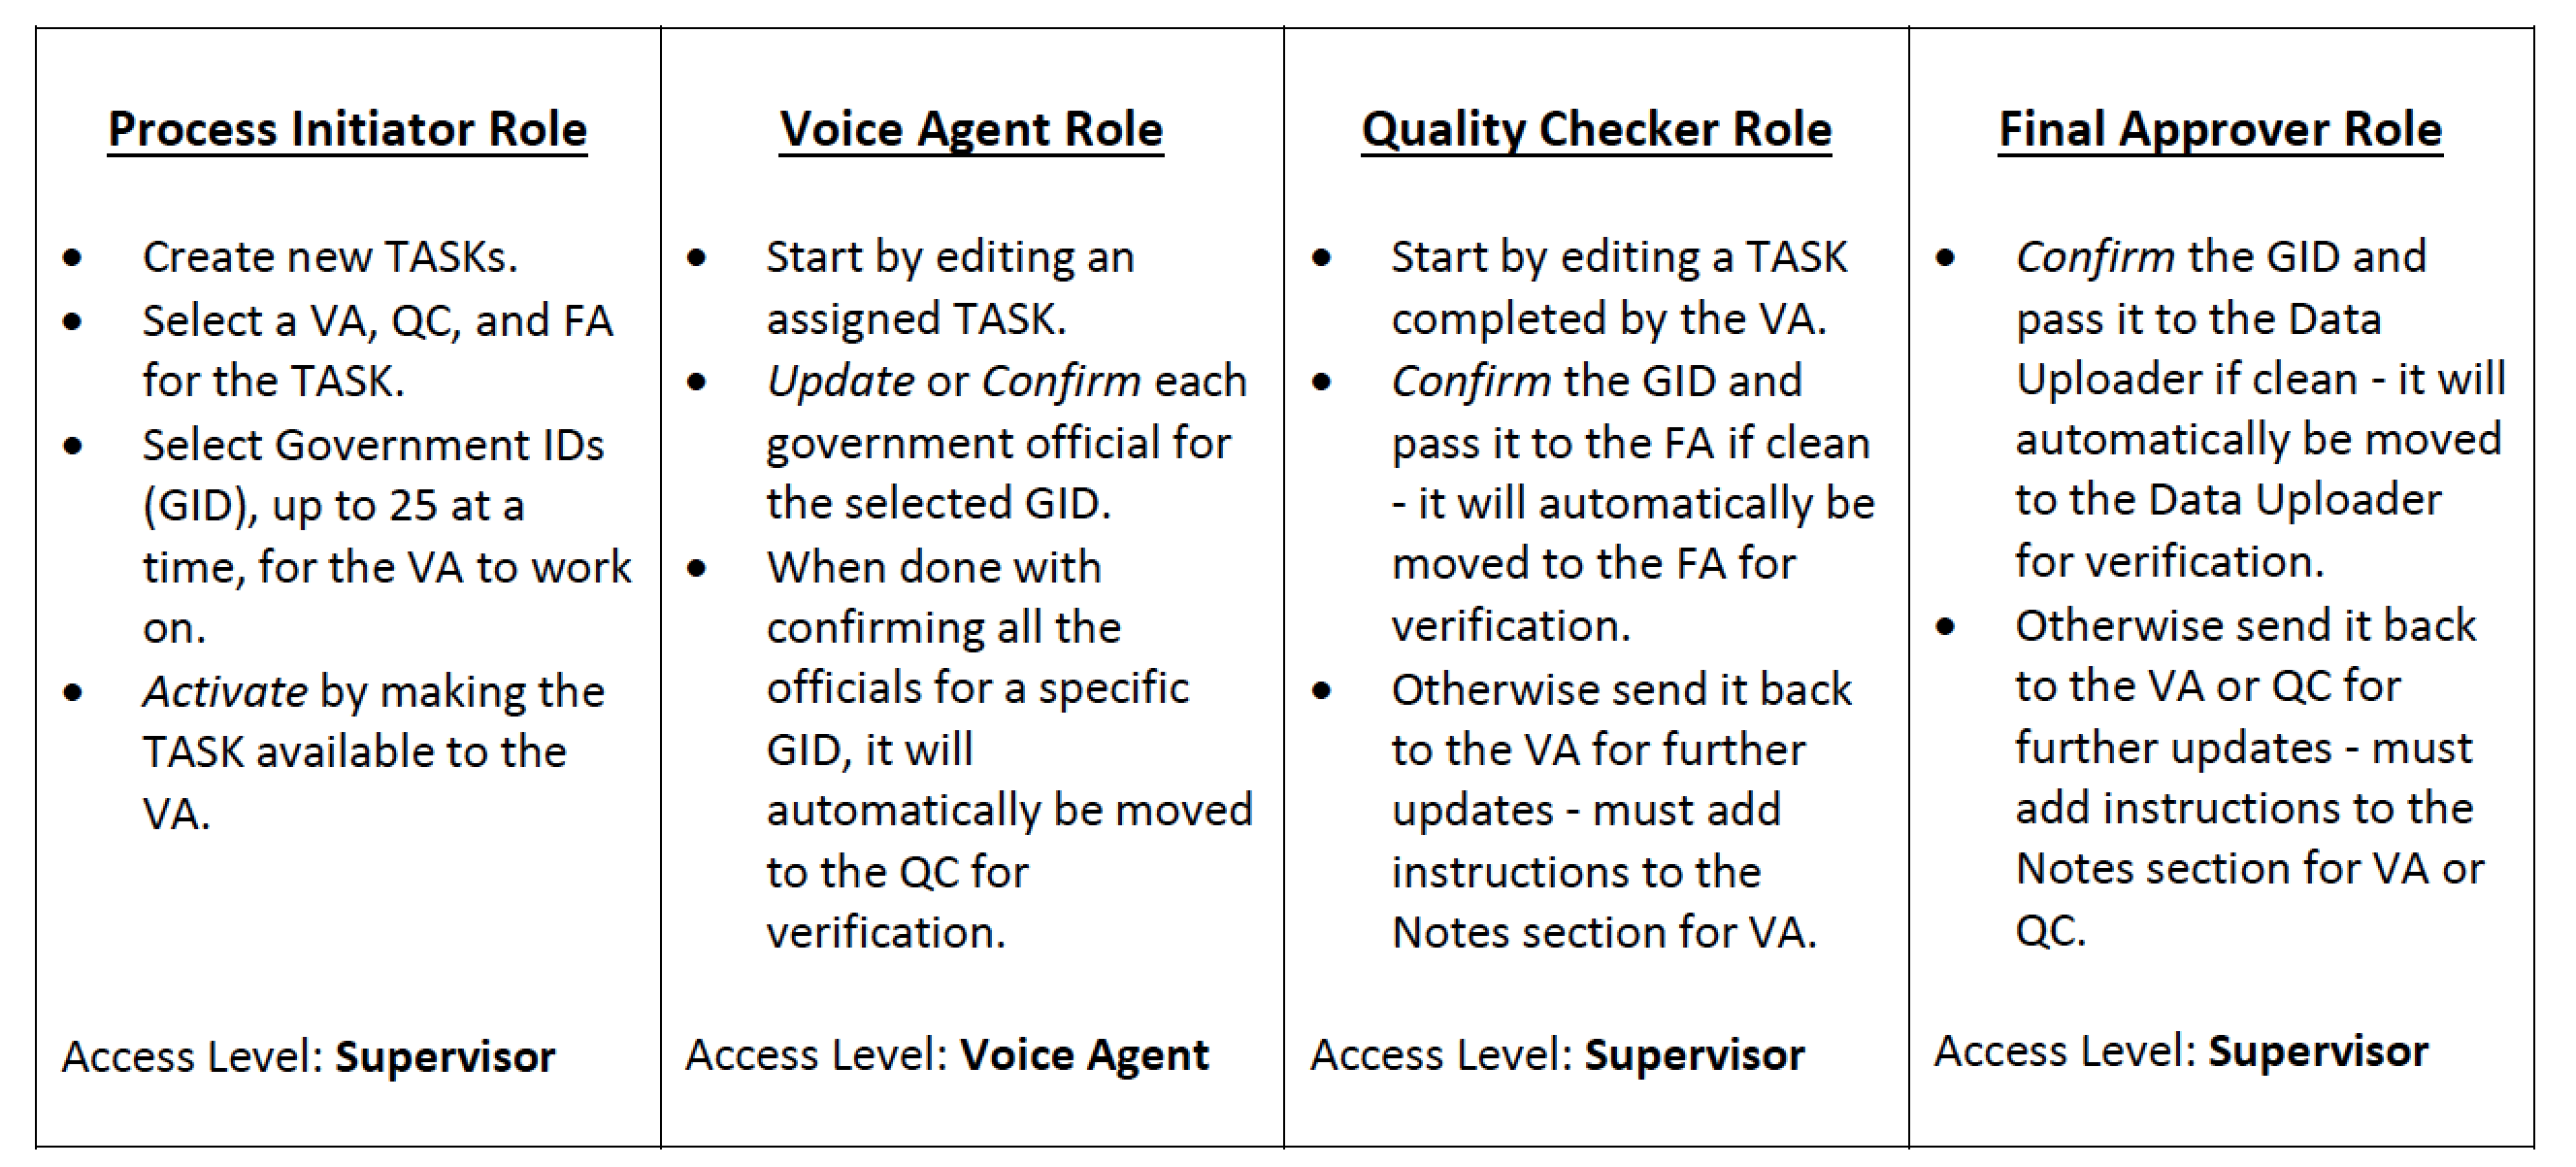 Process Initiator Role
• Create new TASKs.
• Select a VA, QC, and FA
for the TASK.
• Select Government IDs
(GID), up to 25 at a
time, for the VA to work
on.
• Activate by making the
TASK available to the
VA.
Access Level: Supervisor
Voice Agent Role
• Start by editing an
assigned TASK.
• Update or Confirm each
government official for
the selected GID.
• When done with
confirming all the
officials for a specific
GID, it will
automatically be moved
to the QC for
verification.
Access Level: Voice Agent
Quality Checker Role
• Start by editing a TASK
completed by the VA.
• Confirm the GID and
pass it to the FA if clean
- it will automatically be
moved to the FA for
verification.
• Otherwise send it back
to the VA for further
updates - must add
instructions to the
Notes section for VA.
Access Level: Supervisor
Final Approver Role
• Confirm the GID and
pass it to the Data
Uploader if clean - it will
automatically be moved
to the Data Uploader
for verification.
• Otherwise send it back
to the VA or QC for
further updates - must
add instructions to the
Notes section for VA or
QC.
Access Level: Supervisor